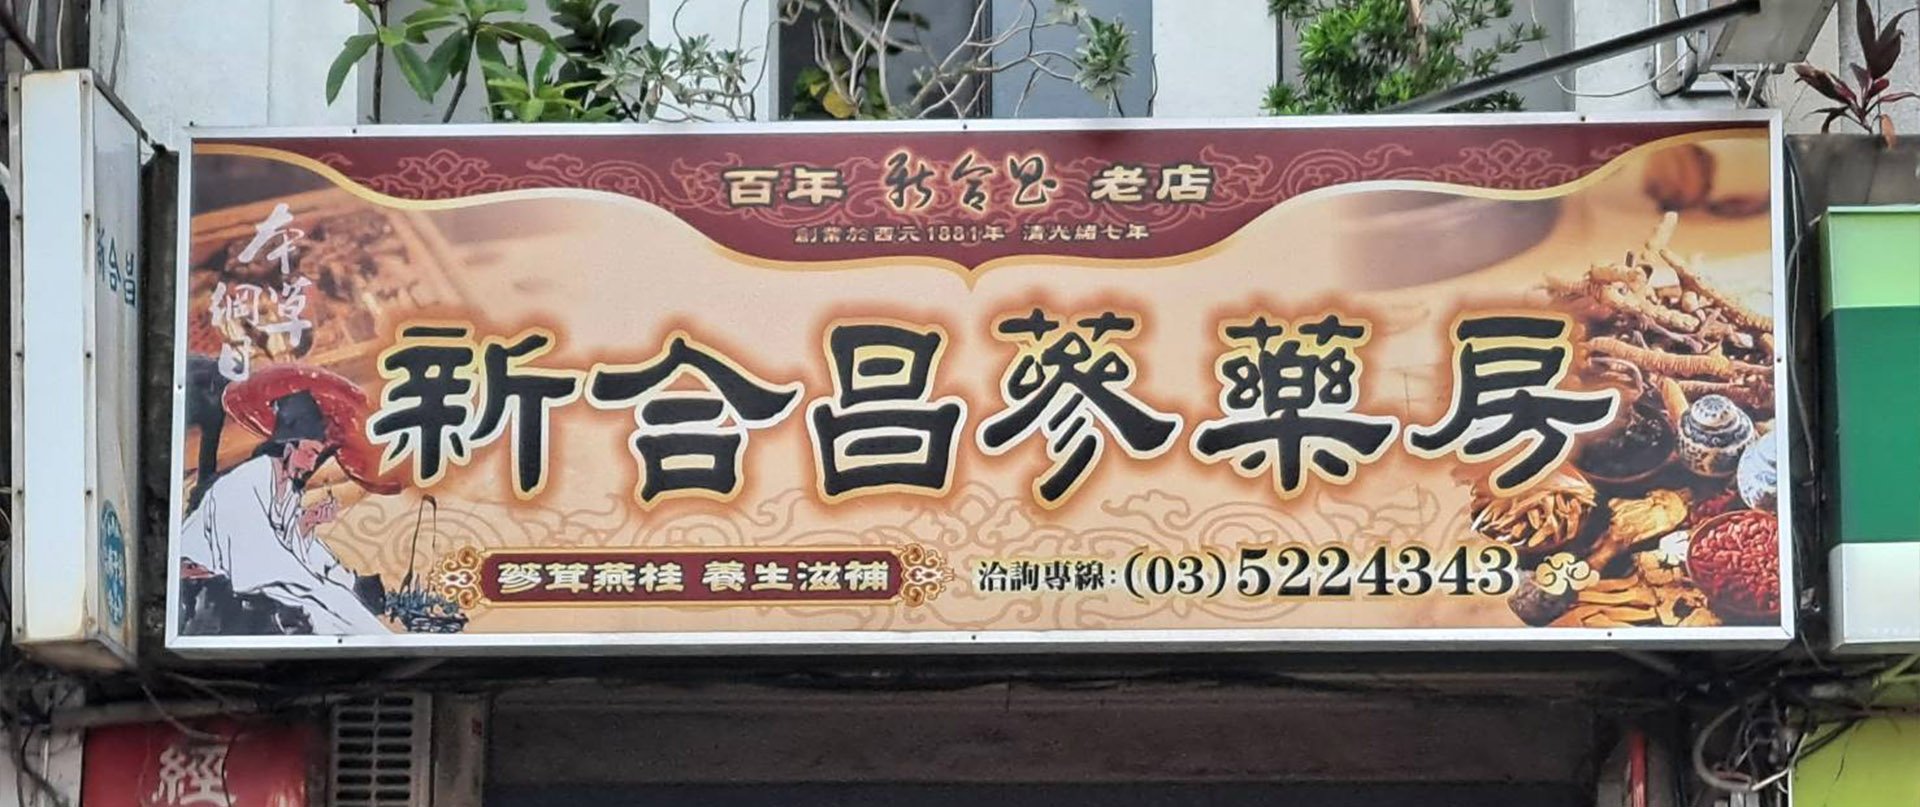 百年 新合昌 老店
創業於西元1881年 清光緒七年
本草
綱目
新合昌蔘藥房
蔘茸燕桂 養生滋補
洽詢專線:(03)5224343
新合昌
經